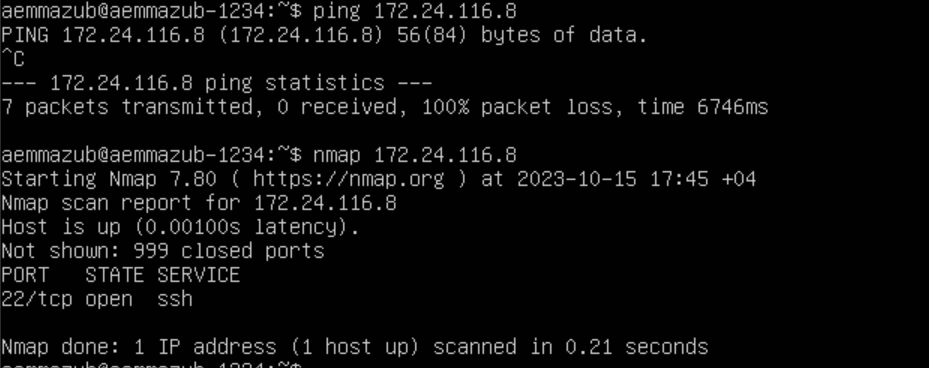 aemmazub@aemmazub-1234:~$ ping 172.24.116.8
PING 172.24.116.8 (172.24.116.8) 56(84) bytes of data.
^C
--- 172.24.116.8 ping statistics ---
7 packets transmitted, 0 received, 100% packet loss, time 6746ms
aemmazub@aemmazub-1234:~$ nmap 172.24.116.8
Starting Nmap 7.80 ( https://nmap.org ) at 2023-10-15 17:45 +04
Nmap scan report for 172.24.116.8
Host is up (0.00100s latency).
Not shown: 999 closed ports
PORT   STATE SERVICE
22/tcp open  ssh
Nmap done: 1 IP address (1 host up) scanned in 0.21 seconds
aemmazub@aemmazub-1234:~$